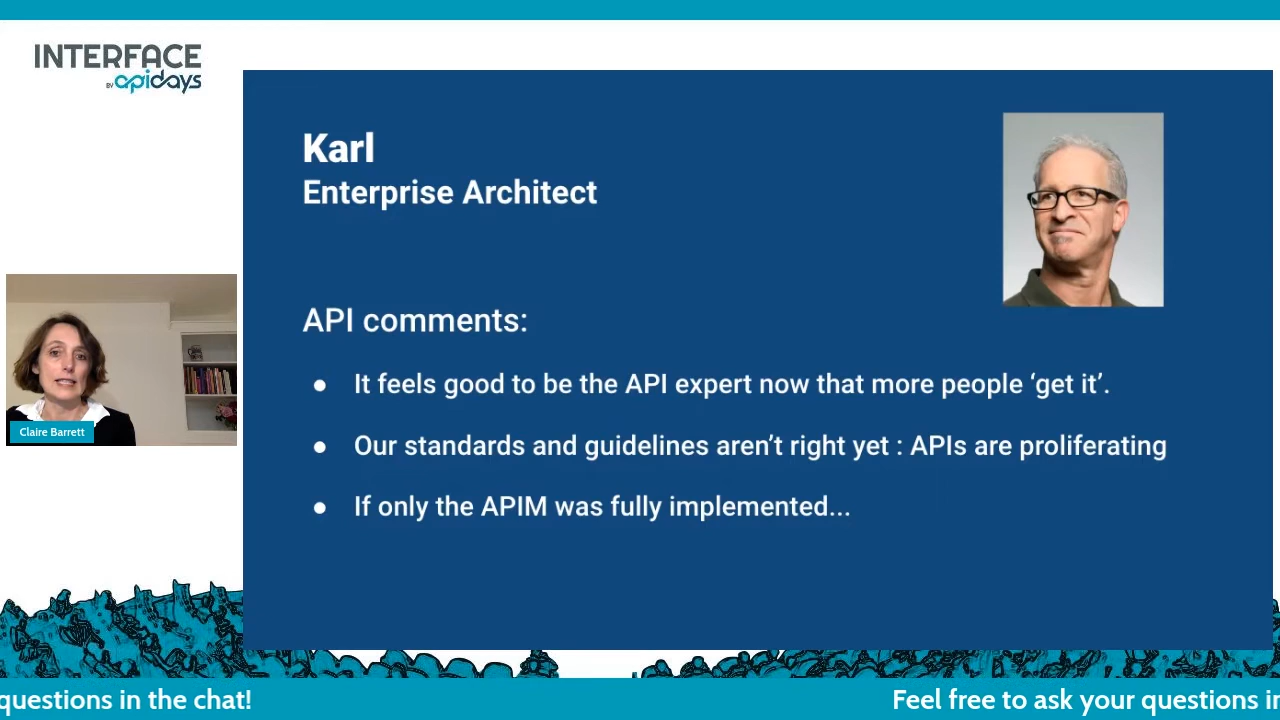 INTERFACE
BY apidays
Karl
Enterprise Architect
API comments:
● It feels good to be the API expert now that more people ‘get it’.
● Our standards and guidelines aren’t right yet : APIs are proliferating
● If only the APIM was fully implemented...
Claire Barrett
questions in the chat!
Feel free to ask your questions in